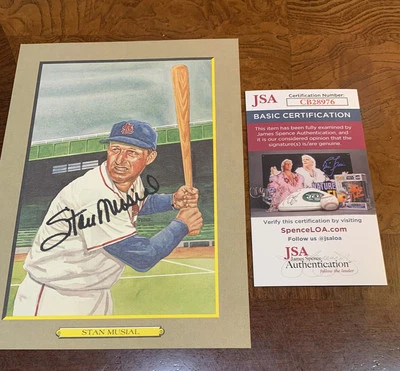 Stan Musial
STAN MUSIAL
JSA Certification Number:
CB28976
BASIC CERTIFICATION
This item has been fully examined by
James Spence Authentication, and
it is our considered opinion that the
signature(s) is/are genuine.
Verify this certification by visiting
SpenceLOA.com
Follow us @jsaloa
JSA
James Spence
Authentication